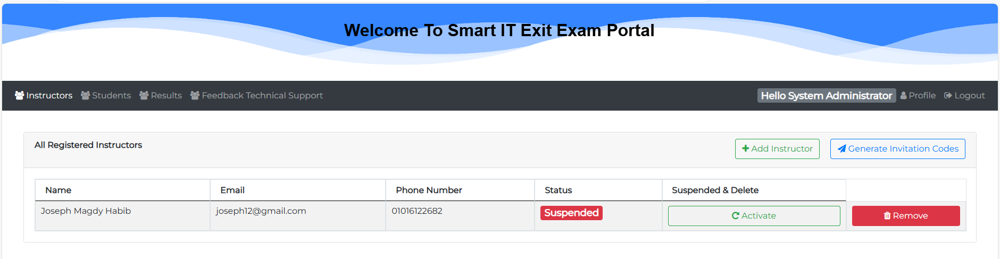 Welcome To Smart IT Exit Exam Portal
Instructors Students Results Feedback Technical Support Hello System Administrator Profile Logout
All Registered Instructors Add Instructor Generate Invitation Codes
Name Email Phone Number Status Suspended & Delete
Joseph Magdy Habib joseph12@gmail.com 01016122682 Suspended Activate Remove